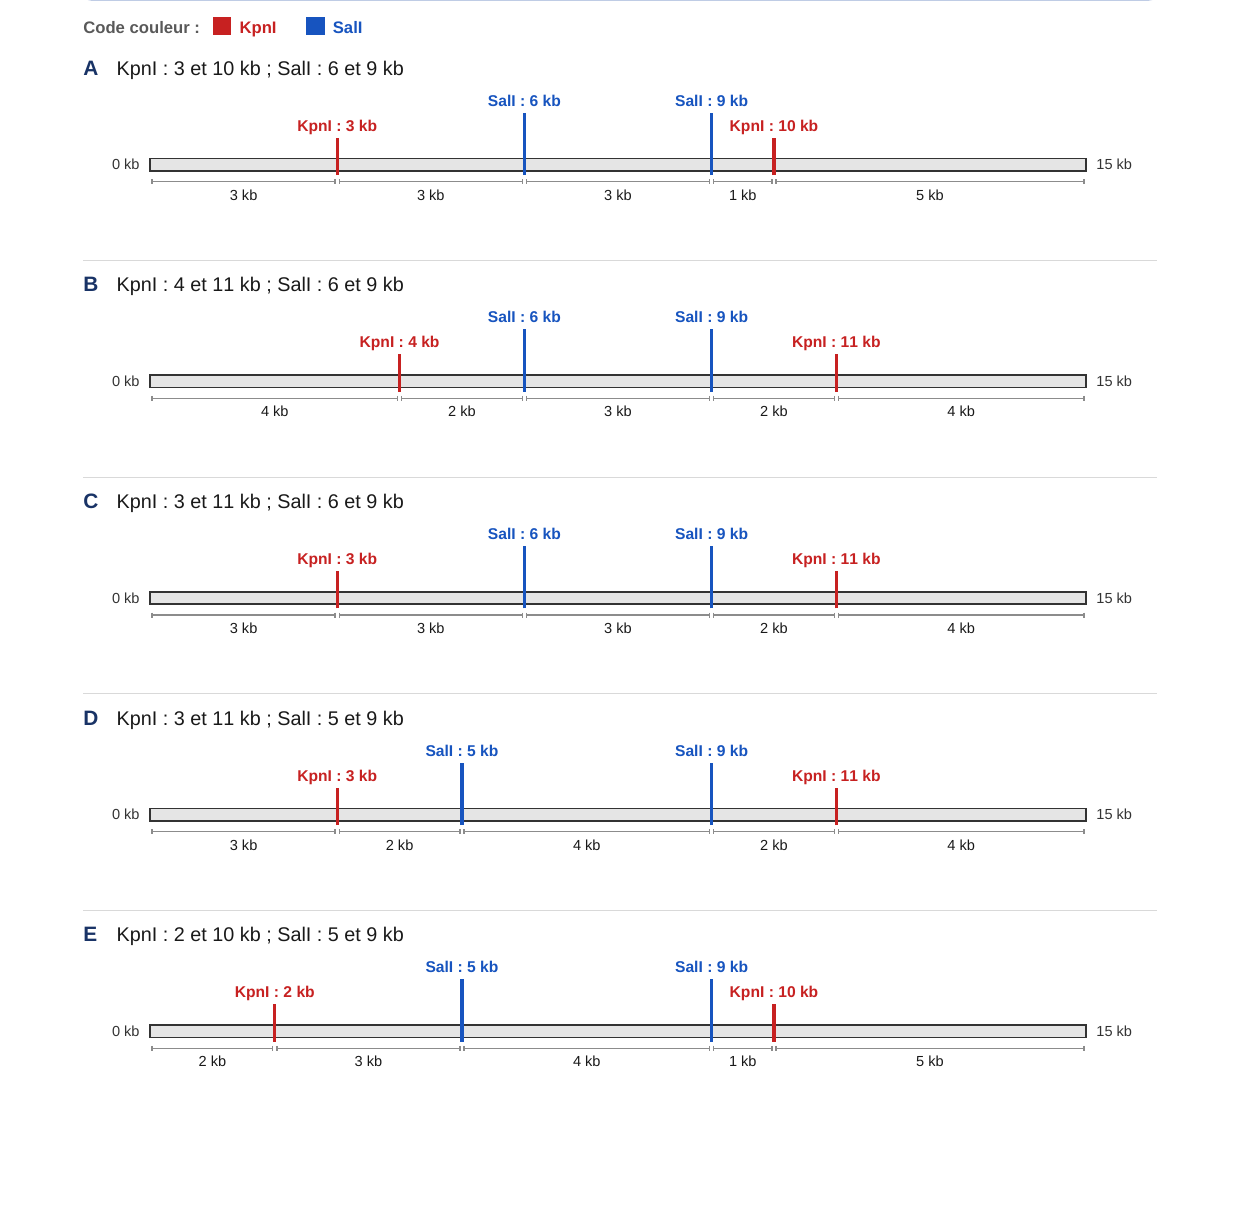 Code couleur : KpnI SalI
A KpnI : 3 et 10 kb ; SalI : 6 et 9 kb
SalI : 6 kb SalI : 9 kb
KpnI : 3 kb KpnI : 10 kb
0 kb 15 kb
3 kb 3 kb 3 kb 1 kb 5 kb
B KpnI : 4 et 11 kb ; SalI : 6 et 9 kb
SalI : 6 kb SalI : 9 kb
KpnI : 4 kb KpnI : 11 kb
0 kb 15 kb
4 kb 2 kb 3 kb 2 kb 4 kb
C KpnI : 3 et 11 kb ; SalI : 6 et 9 kb
SalI : 6 kb SalI : 9 kb
KpnI : 3 kb KpnI : 11 kb
0 kb 15 kb
3 kb 3 kb 3 kb 2 kb 4 kb
D KpnI : 3 et 11 kb ; SalI : 5 et 9 kb
SalI : 5 kb SalI : 9 kb
KpnI : 3 kb KpnI : 11 kb
0 kb 15 kb
3 kb 2 kb 4 kb 2 kb 4 kb
E KpnI : 2 et 10 kb ; SalI : 5 et 9 kb
SalI : 5 kb SalI : 9 kb
KpnI : 2 kb KpnI : 10 kb
0 kb 15 kb
2 kb 3 kb 4 kb 1 kb 5 kb